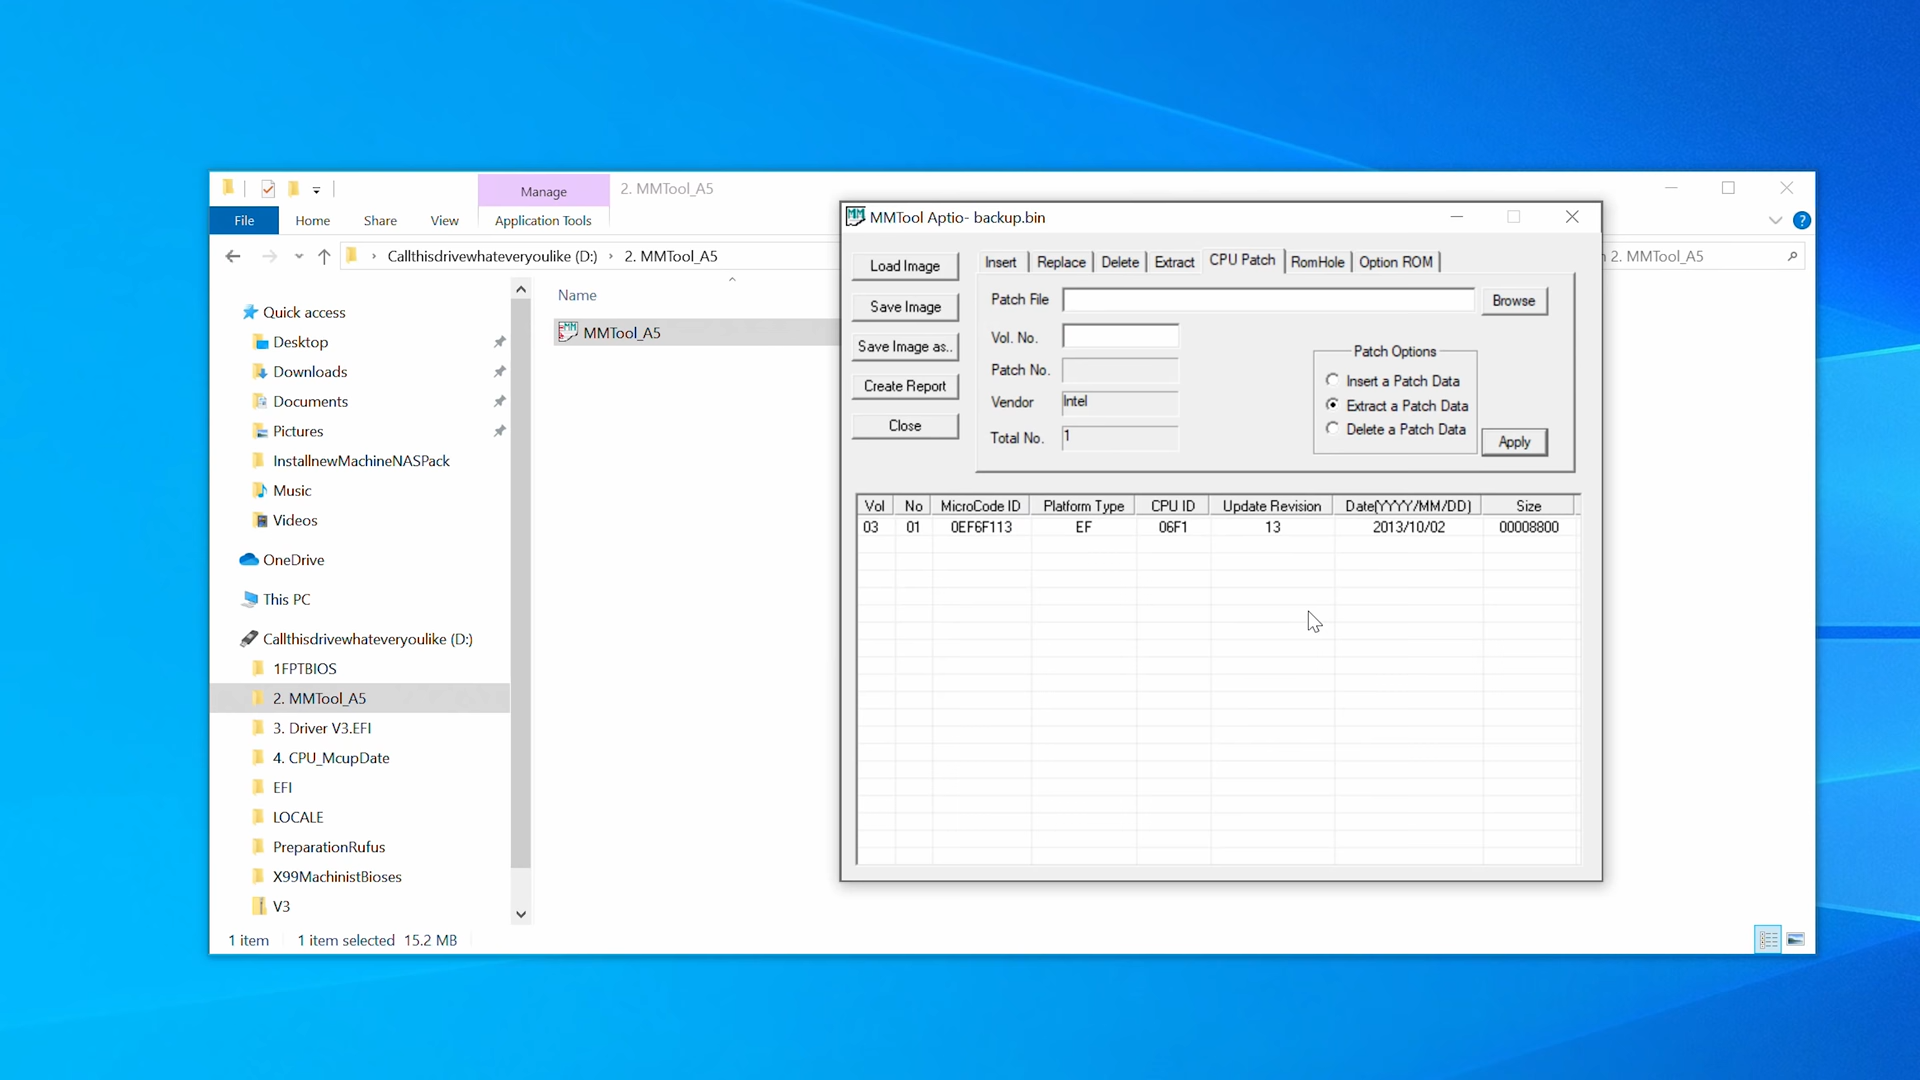 Manage
2. MMTool_A5
File
Home
Share
View
Application Tools
Callthisdrivewhateveryoulike (D:)
2. MMTool_A5
2. MMTool_A5
Quick access
Desktop
Downloads
Documents
Pictures
InstallnewMachineNASPack
Music
Videos
OneDrive
This PC
Callthisdrivewhateveryoulike (D:)
1FPTBIOS
2. MMTool_A5
3. Driver V3.EFI
4. CPU_McupDate
EFI
LOCALE
PreparationRufus
X99MachinistBioses
V3
Name
MMTool_A5
1 item
1 item selected 15.2 MB
MMTool Aptio- backup.bin
Load Image
Save Image
Save Image as..
Create Report
Close
Insert Replace Delete Extract CPU Patch RomHole Option ROM
Patch File
Browse
Vol. No.
Patch No.
Vendor Intel
Total No. 1
Patch Options
Insert a Patch Data
Extract a Patch Data
Delete a Patch Data
Apply
Vol No MicroCode ID Platform Type CPU ID Update Revision Date(YYYY/MM/DD) Size
03 01 0EF6F113 EF 06F1 13 2013/10/02 00008800